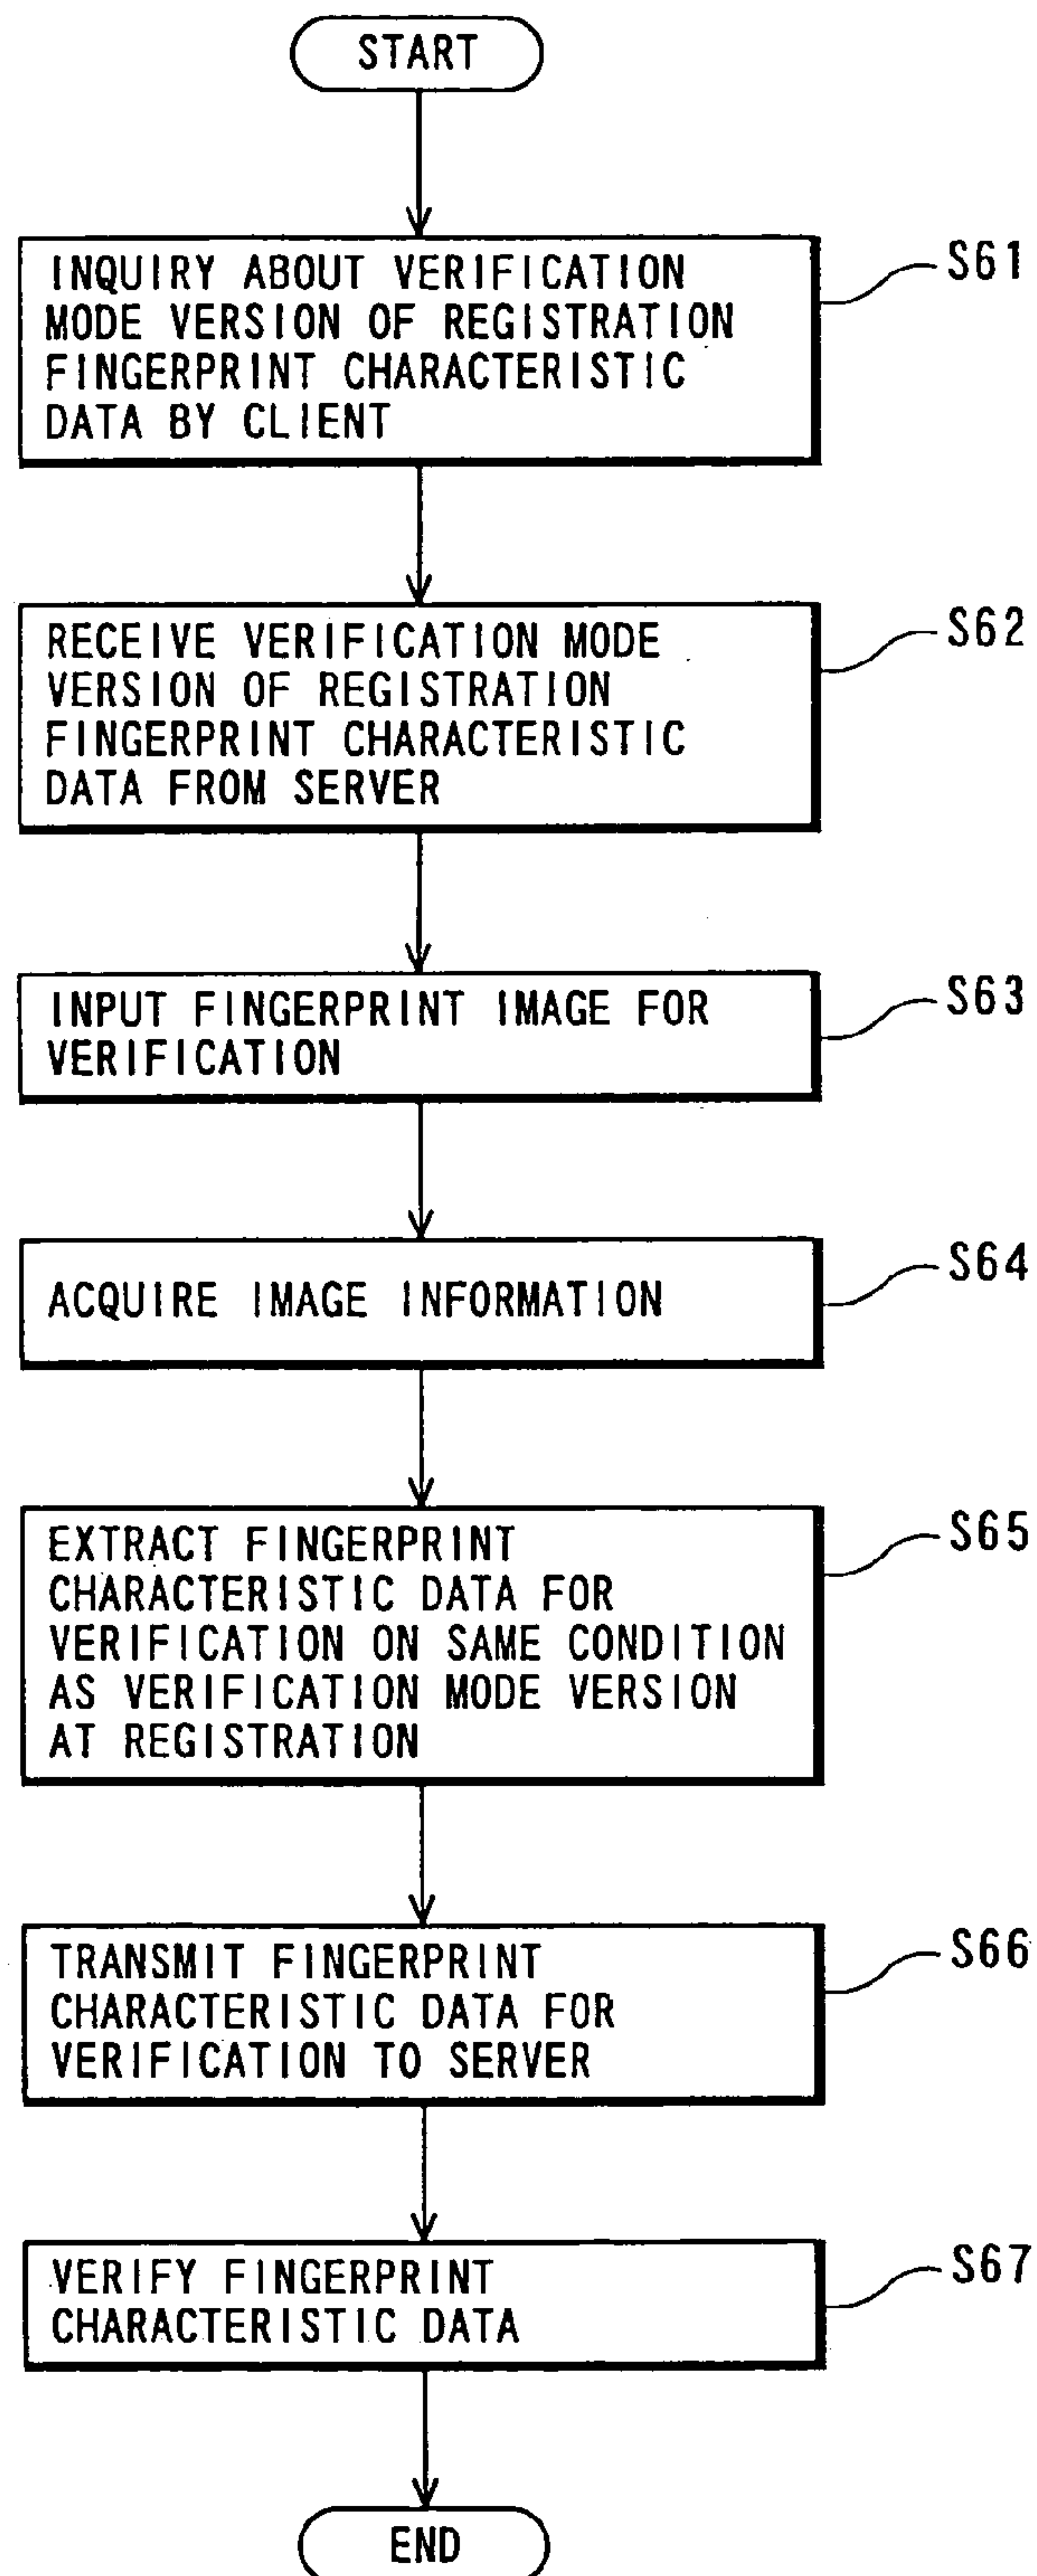 START
INQUIRY ABOUT VERIFICATION
MODE VERSION OF REGISTRATION
FINGERPRINT CHARACTERISTIC
DATA BY CLIENT
S61
RECEIVE VERIFICATION MODE
VERSION OF REGISTRATION
FINGERPRINT CHARACTERISTIC
DATA FROM SERVER
S62
INPUT FINGERPRINT IMAGE FOR
VERIFICATION
S63
ACQUIRE IMAGE INFORMATION
S64
EXTRACT FINGERPRINT
CHARACTERISTIC DATA FOR
VERIFICATION ON SAME CONDITION
AS VERIFICATION MODE VERSION
AT REGISTRATION
S65
TRANSMIT FINGERPRINT
CHARACTERISTIC DATA FOR
VERIFICATION TO SERVER
S66
VERIFY FINGERPRINT
CHARACTERISTIC DATA
S67
END